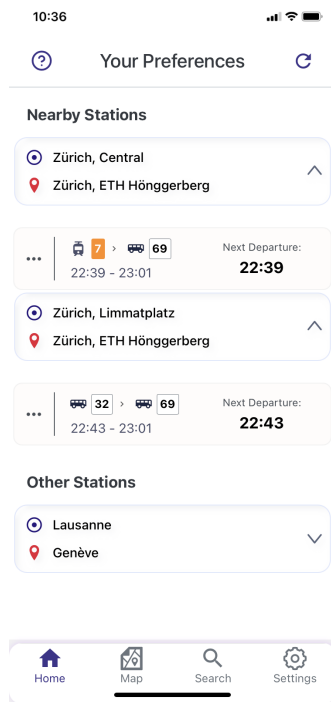 10:36
Your Preferences
Nearby Stations
Zürich, Central
Zürich, ETH Hönggerberg
7 › 69
22:39 - 23:01
Next Departure:
22:39
Zürich, Limmatplatz
Zürich, ETH Hönggerberg
32 › 69
22:43 - 23:01
Next Departure:
22:43
Other Stations
Lausanne
Genève
Home Map Search Settings